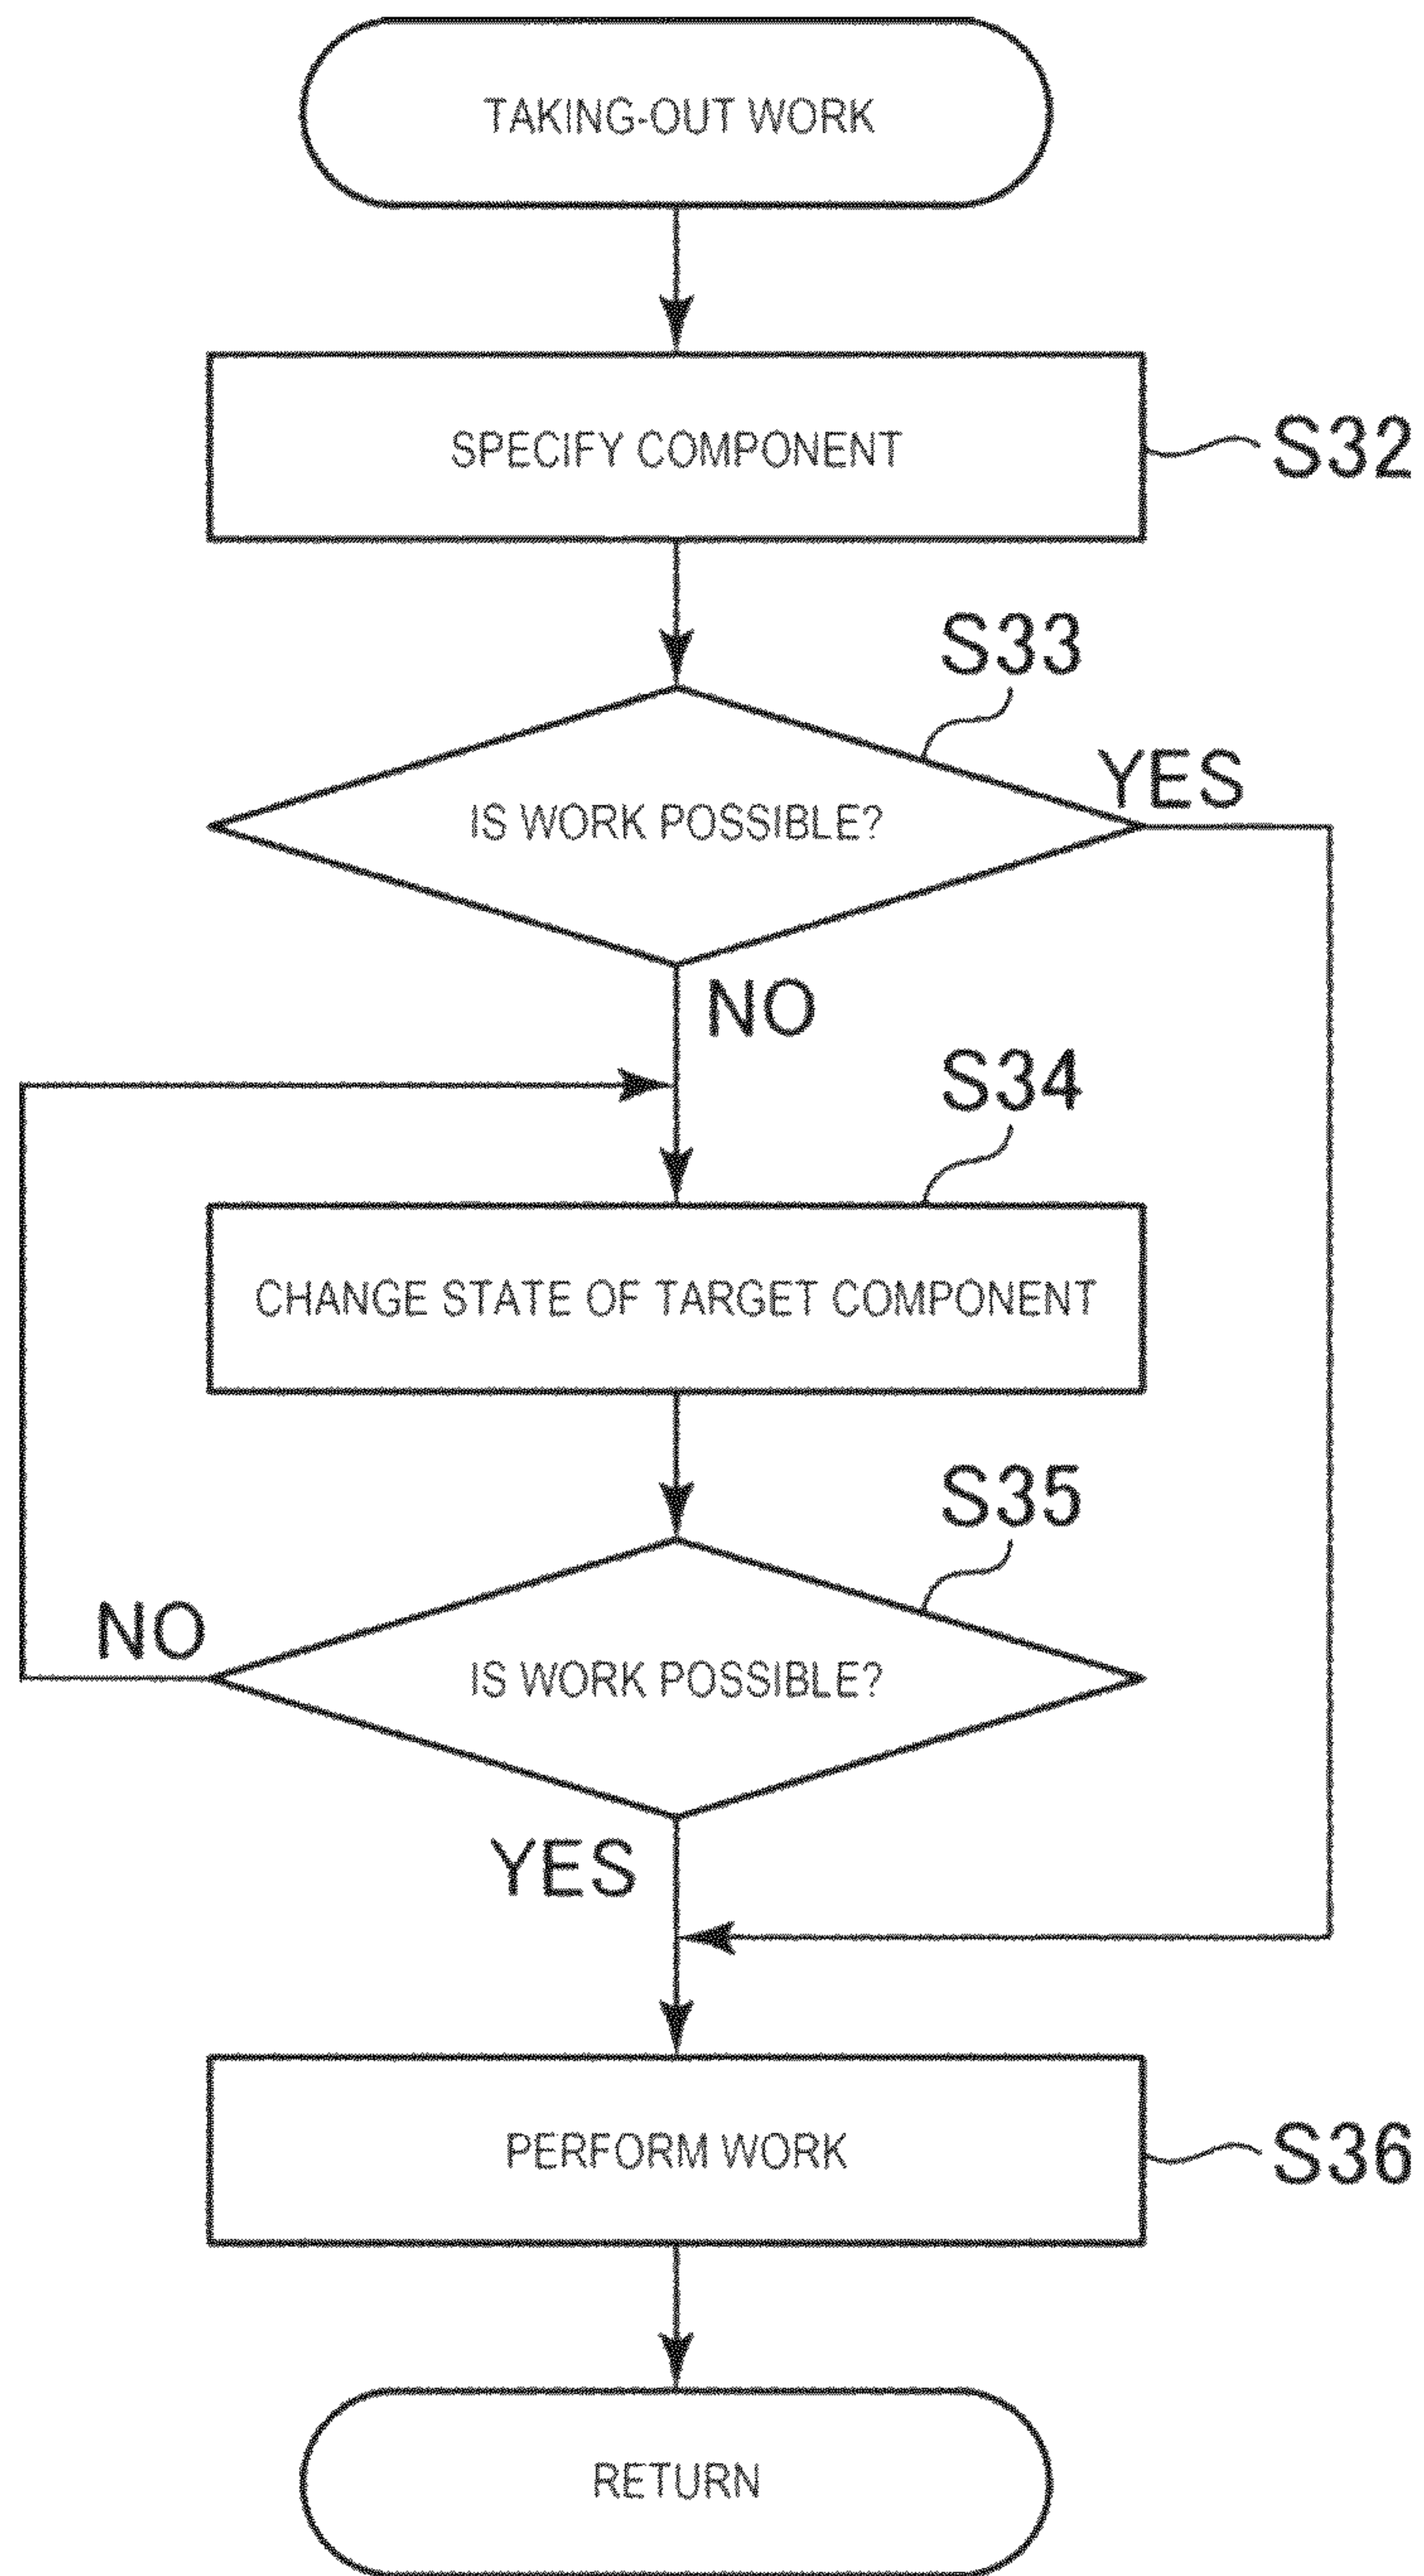 TAKING-OUT WORK
SPECIFY COMPONENT
S32
S33
IS WORK POSSIBLE?
YES
NO
S34
CHANGE STATE OF TARGET COMPONENT
S35
NO
IS WORK POSSIBLE?
YES
PERFORM WORK
S36
RETURN